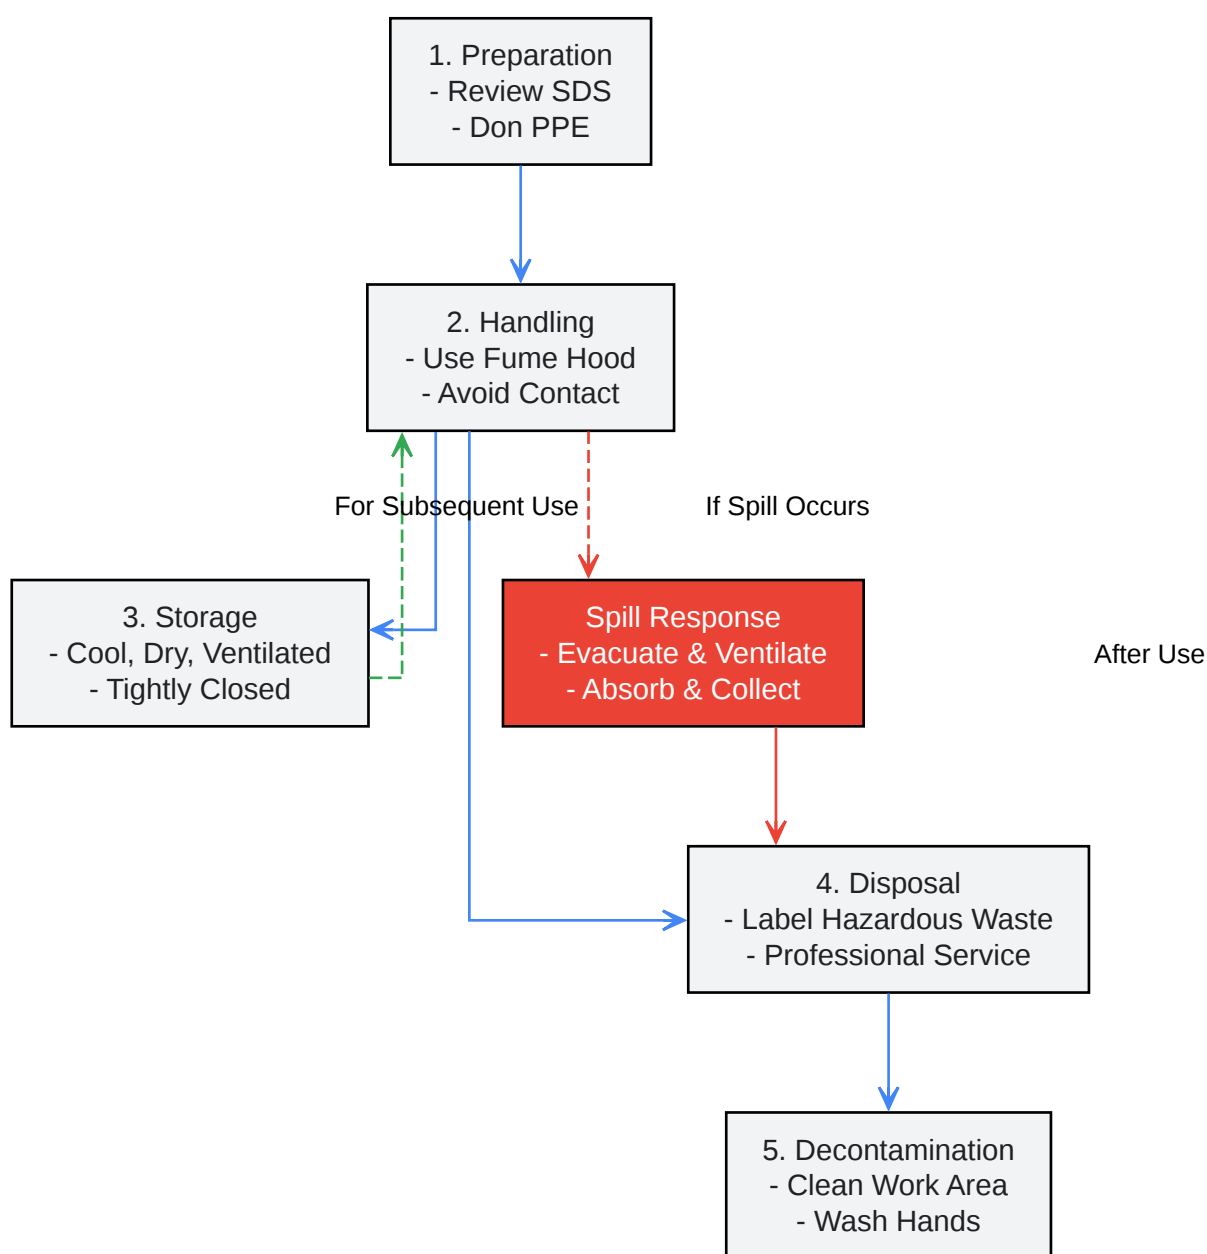 1. Preparation
- Review SDS
- Don PPE
2. Handling
- Use Fume Hood
- Avoid Contact
For Subsequent Use
If Spill Occurs
3. Storage
- Cool, Dry, Ventilated
- Tightly Closed
Spill Response
- Evacuate & Ventilate
- Absorb & Collect
After Use
4. Disposal
- Label Hazardous Waste
- Professional Service
5. Decontamination
- Clean Work Area
- Wash Hands